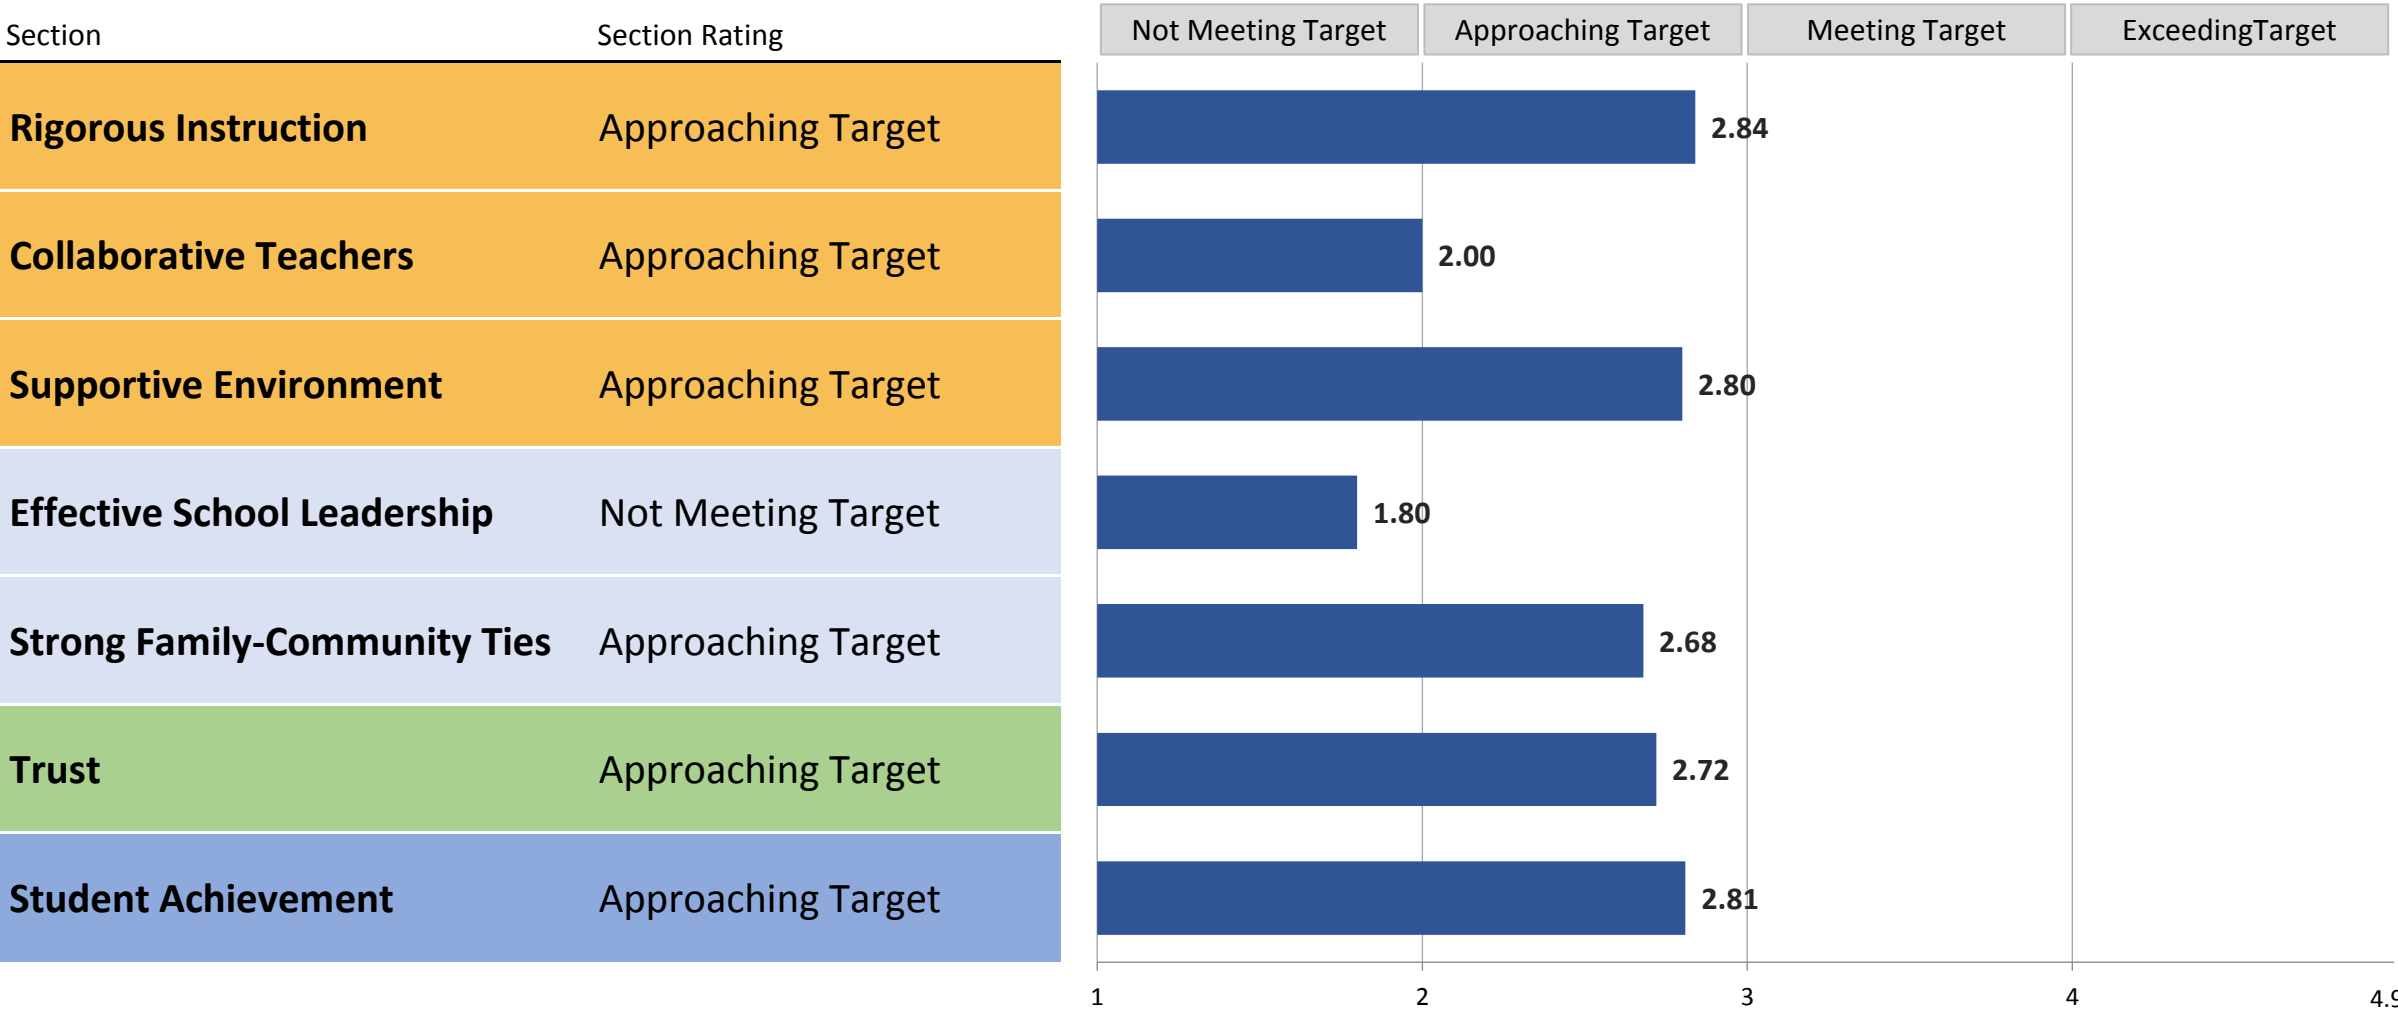 Section Section Rating Not Meeting Target Approaching Target Meeting Target ExceedingTarget
Rigorous Instruction Approaching Target 2.84
Collaborative Teachers Approaching Target 2.00
Supportive Environment Approaching Target 2.80
Effective School Leadership Not Meeting Target 1.80
Strong Family-Community Ties Approaching Target 2.68
Trust Approaching Target 2.72
Student Achievement Approaching Target 2.81
1 2 3 4 4.9